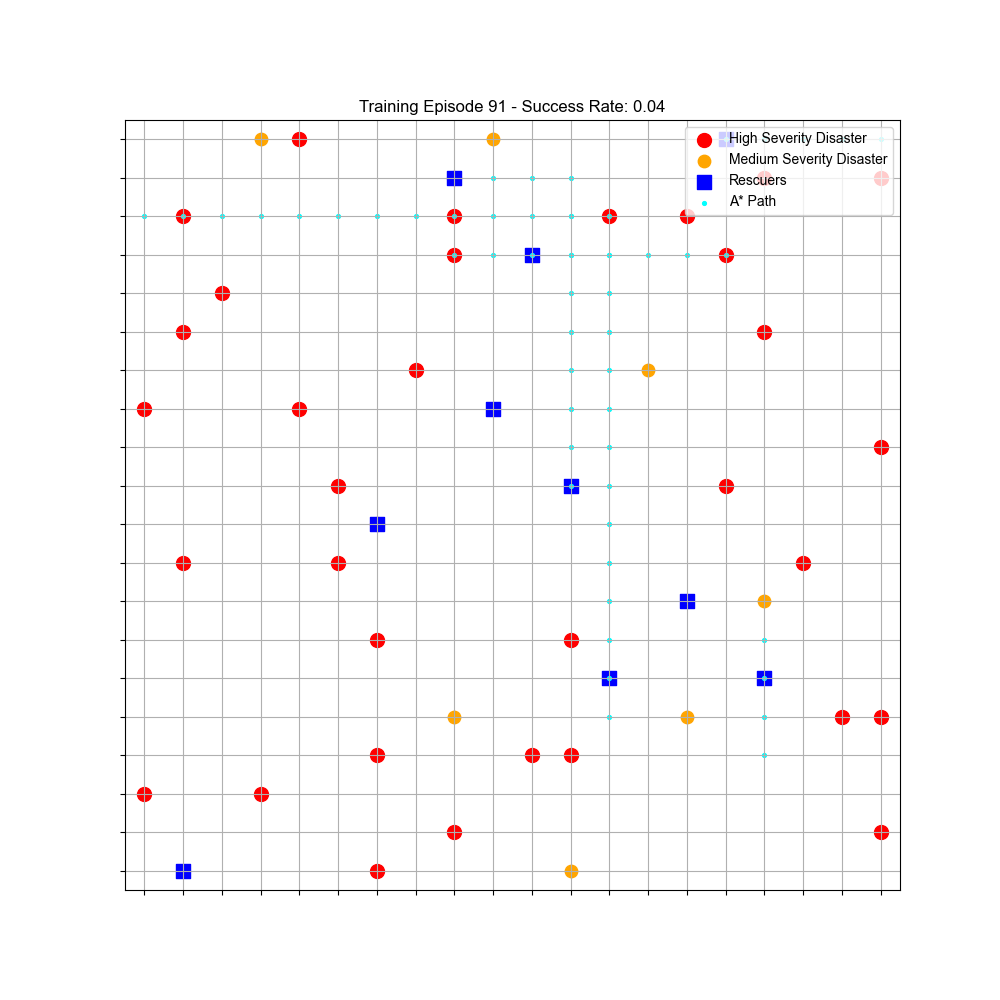 Training Episode 91 - Success Rate: 0.04
High Severity Disaster
Medium Severity Disaster
Rescuers
A* Path